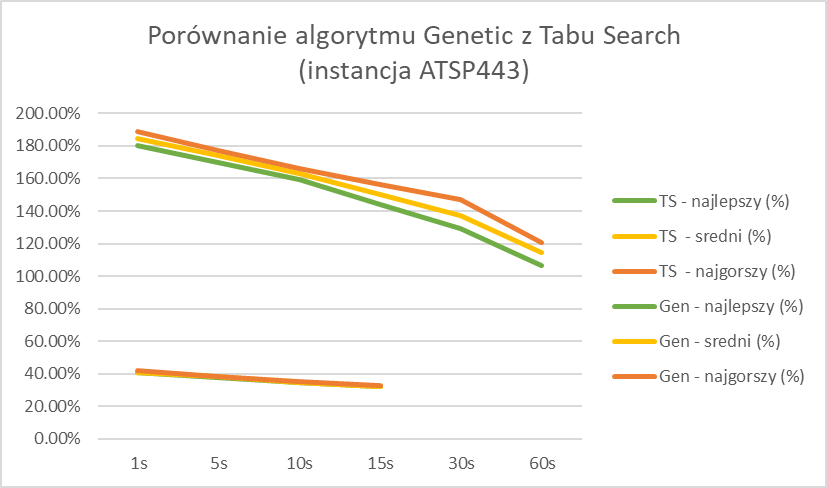 Porównanie algorytmu Genetic z Tabu Search
(instancja ATSP443)
200.00%
180.00%
160.00%
140.00%
120.00%
100.00%
80.00%
60.00%
40.00%
20.00%
0.00%
1s 5s 10s 15s 30s 60s
TS - najlepszy (%)
TS - sredni (%)
TS - najgorszy (%)
Gen - najlepszy (%)
Gen - sredni (%)
Gen - najgorszy (%)